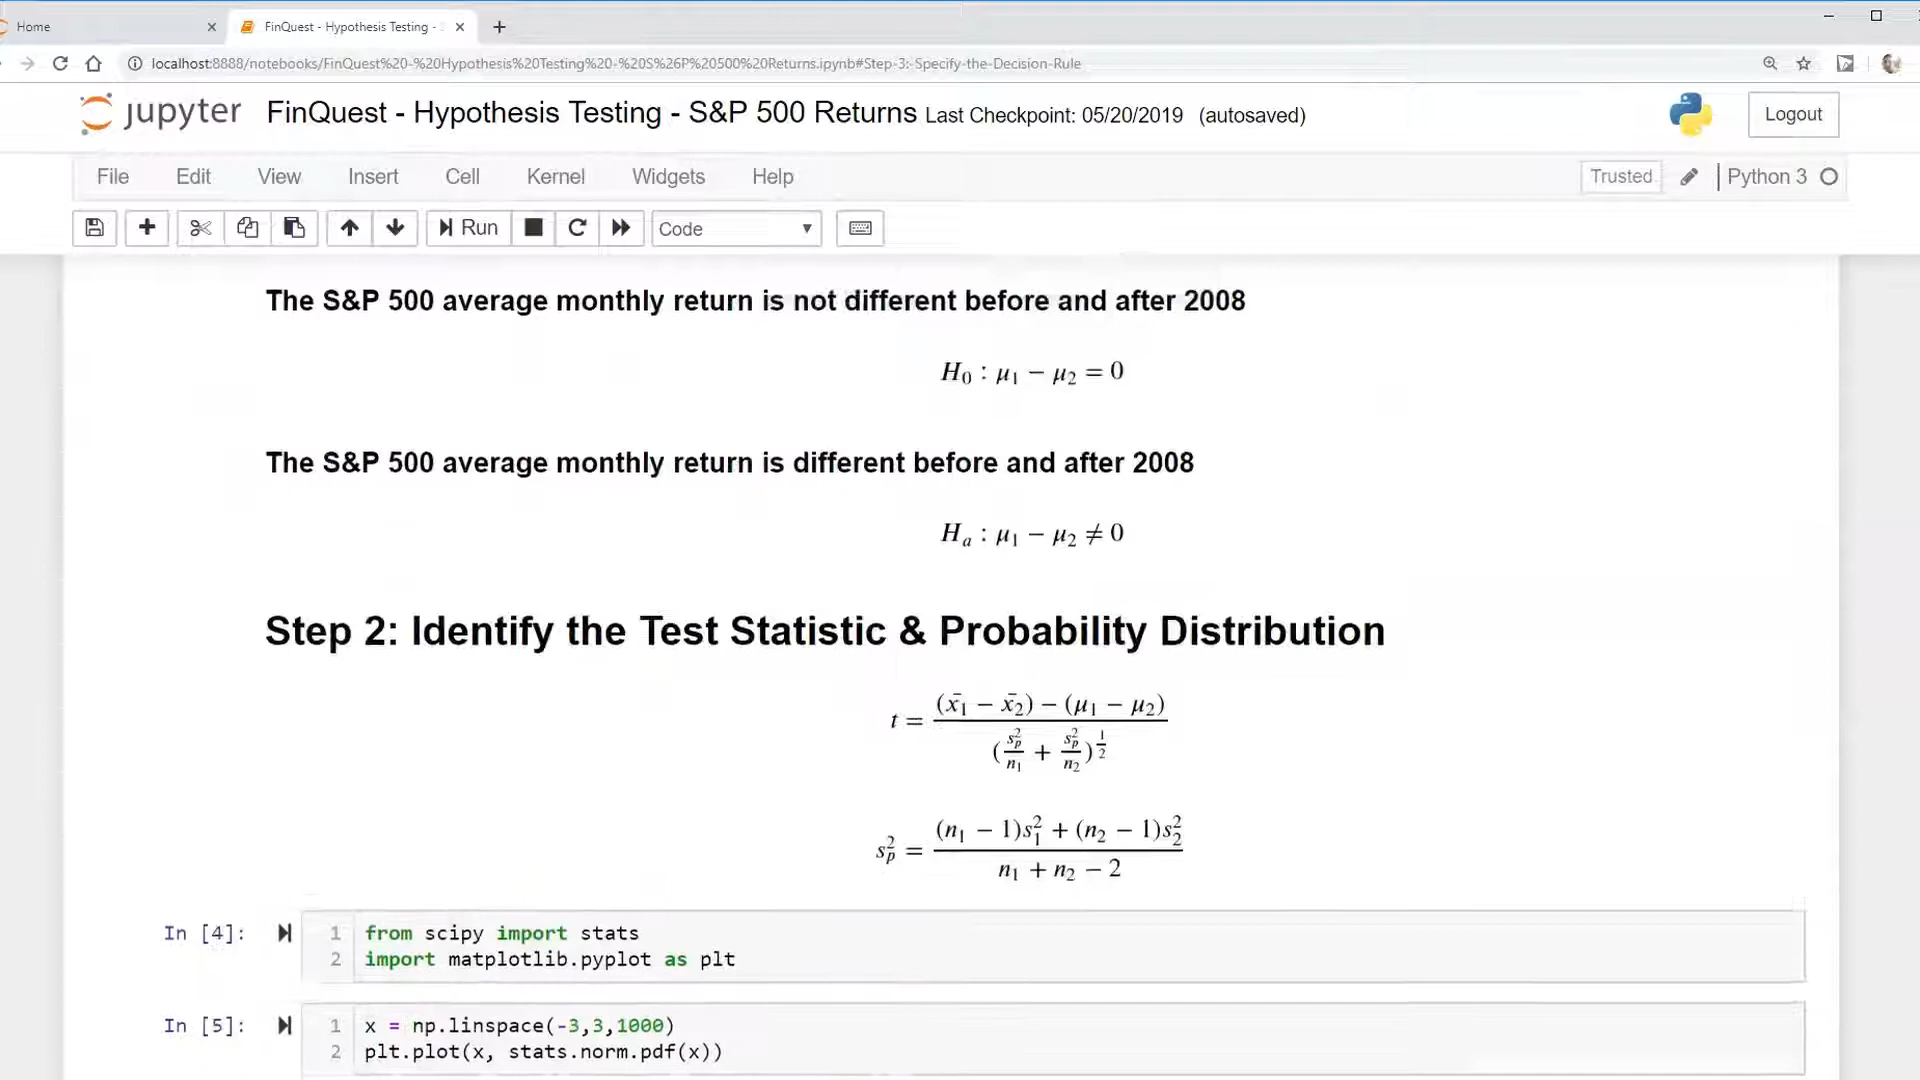 Home
FinQuest - Hypothesis Testing -
localhost:8888/notebooks/FinQuest%20-%20Hypothesis%20Testing%20-%20S%26P%20500%20Returns.ipynb#Step-3:-Specify-the-Decision-Rule
jupyter FinQuest - Hypothesis Testing - S&P 500 Returns Last Checkpoint: 05/20/2019 (autosaved) Logout
File Edit View Insert Cell Kernel Widgets Help Trusted Python 3
Run Code
The S&P 500 average monthly return is not different before and after 2008
H₀ : μ₁ − μ₂ = 0
The S&P 500 average monthly return is different before and after 2008
Hₐ : μ₁ − μ₂ ≠ 0
Step 2: Identify the Test Statistic & Probability Distribution
t = ((x̄₁ − x̄₂) − (μ₁ − μ₂)) / (s_p²/n₁ + s_p²/n₂)^(1/2)
s_p² = ((n₁ − 1)s₁² + (n₂ − 1)s₂²) / (n₁ + n₂ − 2)
In [4]: 1 from scipy import stats
2 import matplotlib.pyplot as plt
In [5]: 1 x = np.linspace(-3,3,1000)
2 plt.plot(x, stats.norm.pdf(x))